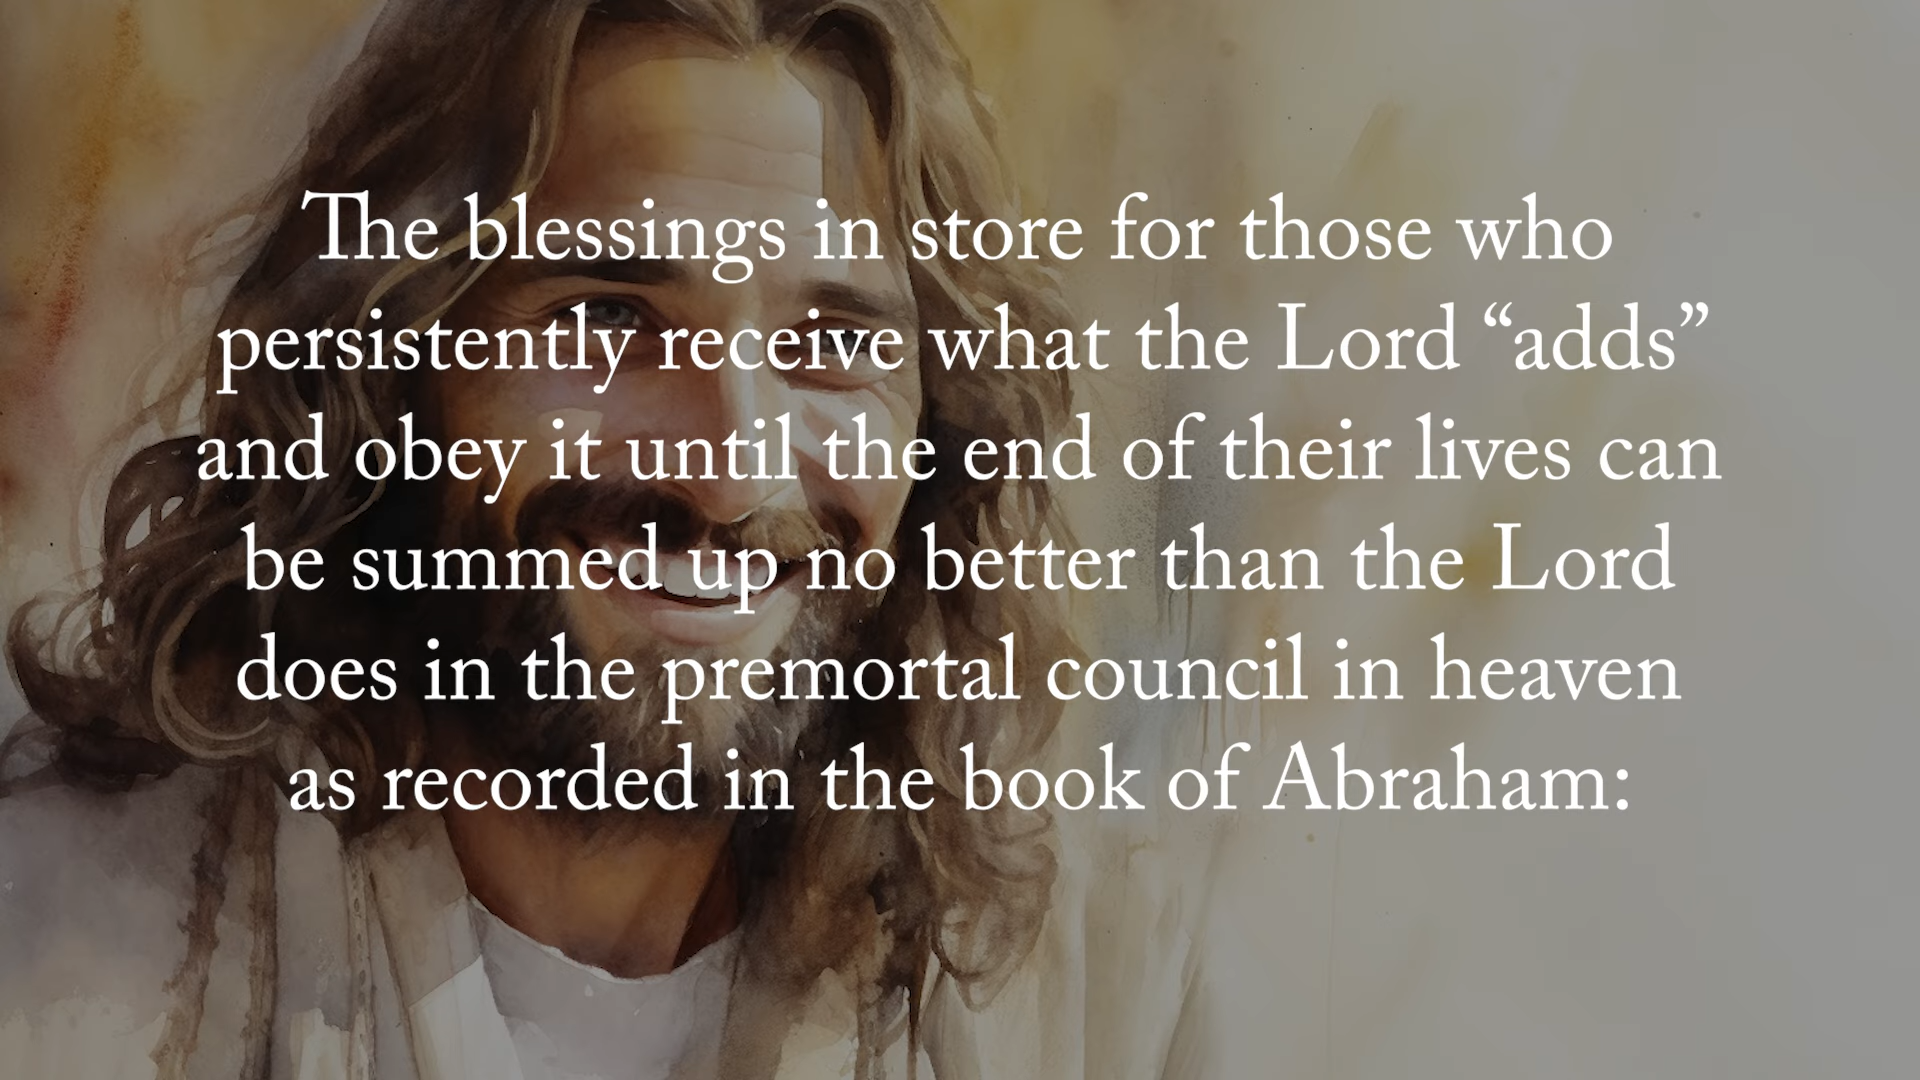 The blessings in store for those who
persistently receive what the Lord “adds”
and obey it until the end of their lives can
be summed up no better than the Lord
does in the premortal council in heaven
as recorded in the book of Abraham: